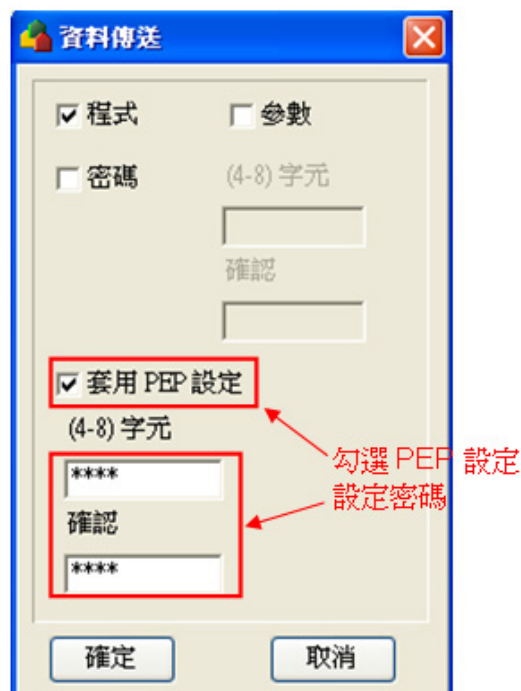 資料傳送
程式 參數
密碼 (4-8) 字元
確認
套用 PEP 設定
(4-8) 字元
勾選 PEP 設定
****
設定密碼
確認
****
確定 取消